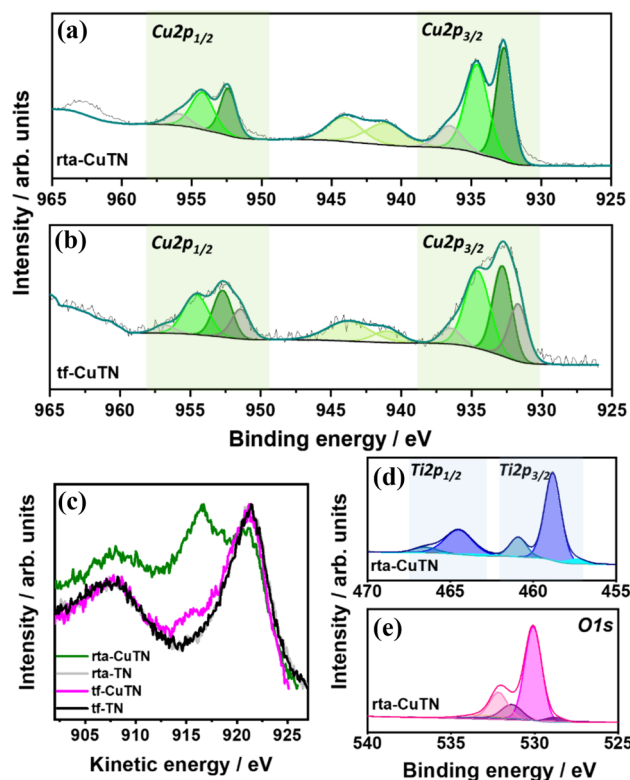 (a)
Cu2p1/2
Cu2p3/2
rta-CuTN
965 960 955 950 945 940 935 930 925
(b)
Cu2p1/2
Cu2p3/2
tf-CuTN
965 960 955 950 945 940 935 930 925
Binding energy / eV
Intensity / arb. units
(c)
rta-CuTN
rta-TN
tf-CuTN
tf-TN
905 910 915 920 925
Kinetic energy / eV
Intensity / arb. units
(d)
Ti2p1/2
Ti2p3/2
rta-CuTN
470 465 460 455
(e)
O1s
rta-CuTN
540 535 530 525
Binding energy / eV
Intensity / arb. units